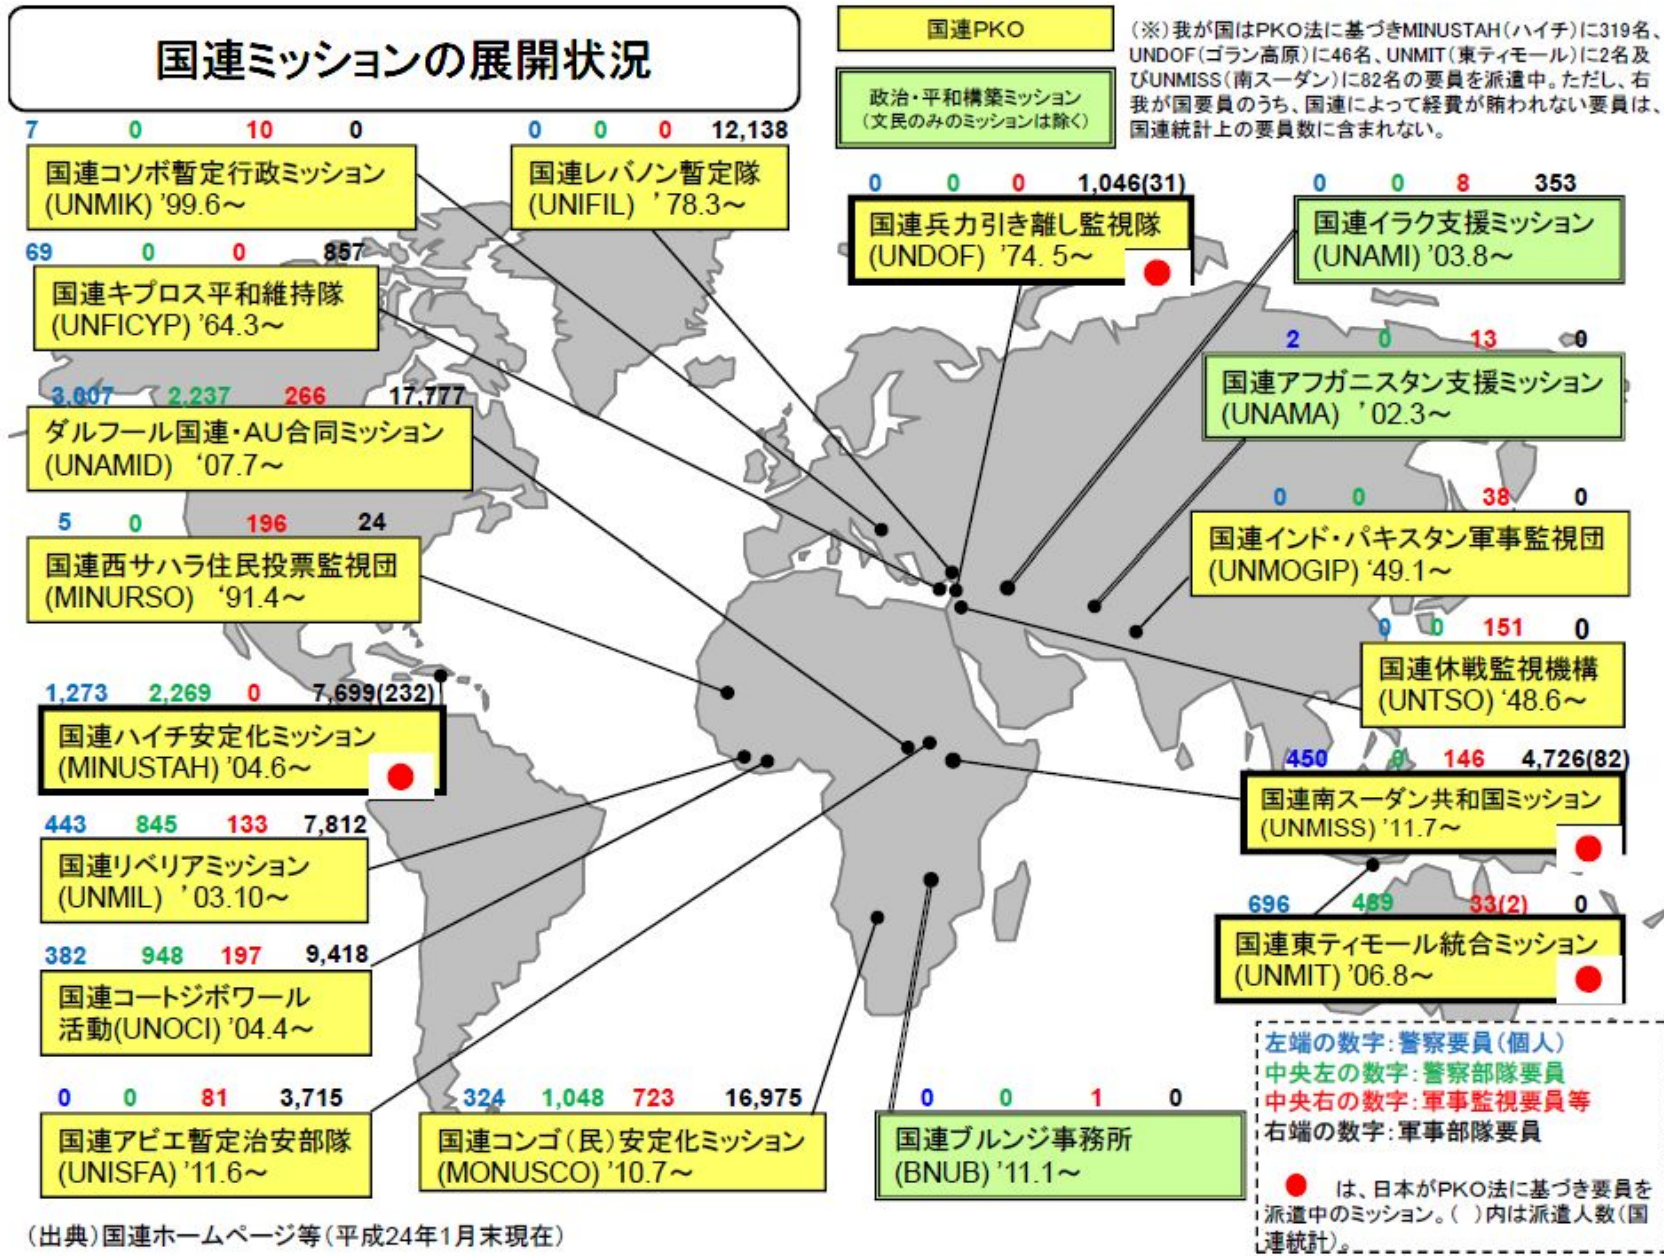 国連ミッションの展開状況
国連PKO
政治・平和構築ミッション
(文民のみのミッションは除く)
(※)我が国はPKO法に基づきMINUSTAH(ハイチ)に319名、
UNDOF(ゴラン高原)に46名、UNMIT(東ティモール)に2名及
びUNMISS(南スーダン)に82名の要員を派遣中。ただし、右
我が国要員のうち、国連によって経費が賄われない要員は、
国連統計上の要員数に含まれない。
7 0 10 0
国連コソボ暫定行政ミッション
(UNMIK) '99.6～
0 0 0 12,138
国連レバノン暫定隊
(UNIFIL) '78.3～
0 0 0 1,046(31)
国連兵力引き離し監視隊
(UNDOF) '74. 5～
0 0 8 353
国連イラク支援ミッション
(UNAMI) '03.8～
69 0 0 857
国連キプロス平和維持隊
(UNFICYP) '64.3～
2 0 13 0
国連アフガニスタン支援ミッション
(UNAMA) '02.3～
3,007 2,237 266 17,777
ダルフール国連・AU合同ミッション
(UNAMID) '07.7～
0 0 38 0
国連インド・パキスタン軍事監視団
(UNMOGIP) '49.1～
5 0 196 24
国連西サハラ住民投票監視団
(MINURSO) '91.4～
0 0 151 0
国連休戦監視機構
(UNTSO) '48.6～
1,273 2,269 0 7,699(232)
国連ハイチ安定化ミッション
(MINUSTAH) '04.6～
450 0 146 4,726(82)
国連南スーダン共和国ミッション
(UNMISS) '11.7～
443 845 133 7,812
国連リベリアミッション
(UNMIL) '03.10～
696 489 33(2) 0
国連東ティモール統合ミッション
(UNMIT) '06.8～
382 948 197 9,418
国連コートジボワール
活動(UNOCI) '04.4～
0 0 81 3,715
国連アビエ暫定治安部隊
(UNISFA) '11.6～
324 1,048 723 16,975
国連コンゴ(民)安定化ミッション
(MONUSCO) '10.7～
0 0 1 0
国連ブルンジ事務所
(BNUB) '11.1～
左端の数字:警察要員(個人)
中央左の数字:警察部隊要員
中央右の数字:軍事監視要員等
右端の数字:軍事部隊要員
は、日本がPKO法に基づき要員を
派遣中のミッション。( )内は派遣人数(国
連統計)。
(出典)国連ホームページ等(平成24年1月末現在)